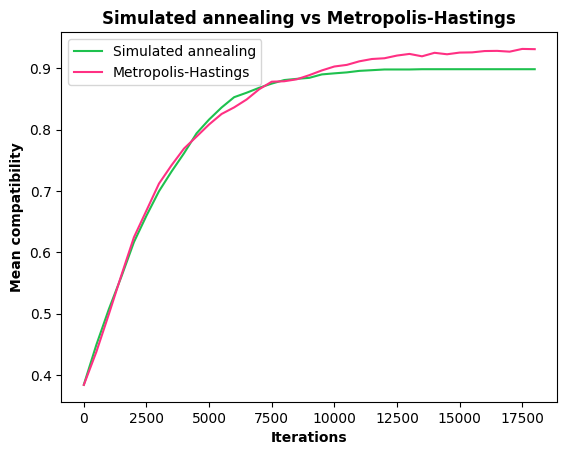 Simulated annealing vs Metropolis-Hastings
Simulated annealing
Metropolis-Hastings
Mean compatibility
0.9
0.8
0.7
0.6
0.5
0.4
0 2500 5000 7500 10000 12500 15000 17500
Iterations